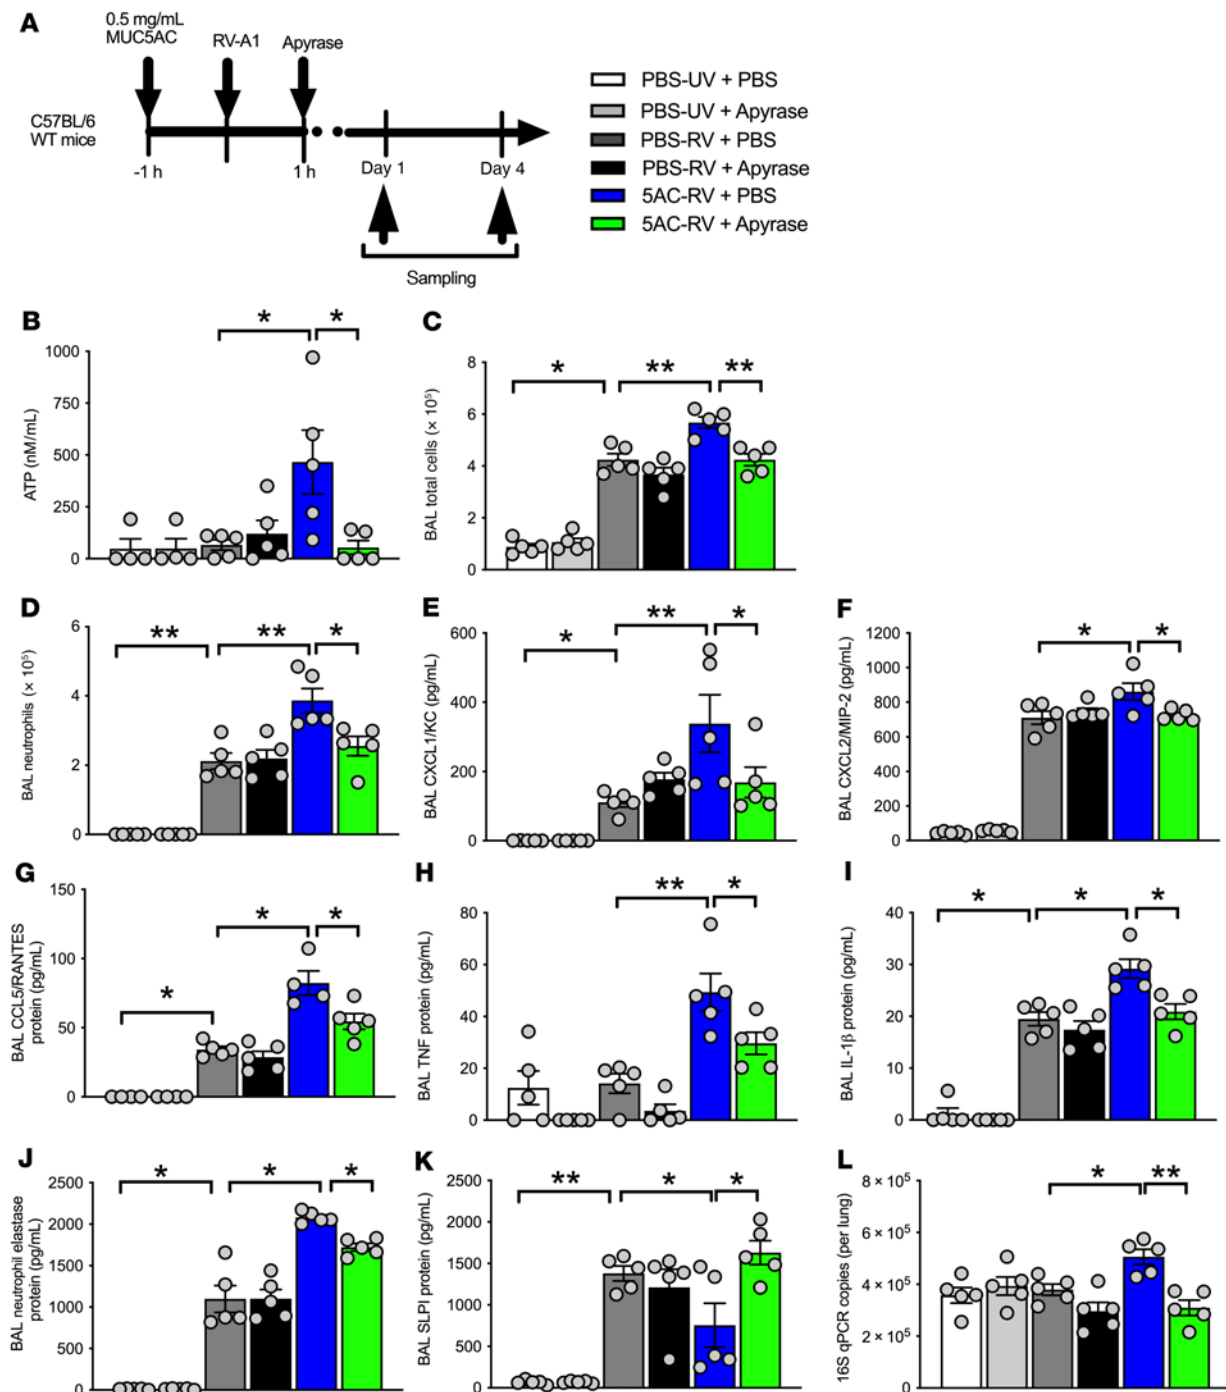 A
0.5 mg/mL
MUC5AC
RV-A1
Apyrase
C57BL/6
WT mice
-1 h
1 h
Day 1
Day 4
Sampling
PBS-UV + PBS
PBS-UV + Apyrase
PBS-RV + PBS
PBS-RV + Apyrase
5AC-RV + PBS
5AC-RV + Apyrase
B
* *
ATP (nM/mL)
1000
750
500
250
0
C
* ** **
BAL total cells (× 10⁵)
8
6
4
2
0
D
** ** *
BAL neutrophils (× 10⁵)
6
4
2
0
E
* ** *
BAL CXCL1/KC (pg/mL)
600
400
200
0
F
* *
BAL CXCL2/MIP-2 (pg/mL)
1200
1000
800
600
400
200
0
G
* * *
BAL CCL5/RANTES
protein (pg/mL)
150
100
50
0
H
** *
BAL TNF protein (pg/mL)
80
60
40
20
0
I
* * *
BAL IL-1β protein (pg/mL)
40
30
20
10
0
J
* * *
BAL neutrophil elastase
protein (pg/mL)
2500
2000
1500
1000
500
0
K
** * *
BAL SLPI protein (pg/mL)
2500
2000
1500
1000
500
0
L
* **
16S qPCR copies (per lung)
8 × 10⁵
6 × 10⁵
4 × 10⁵
2 × 10⁵
0